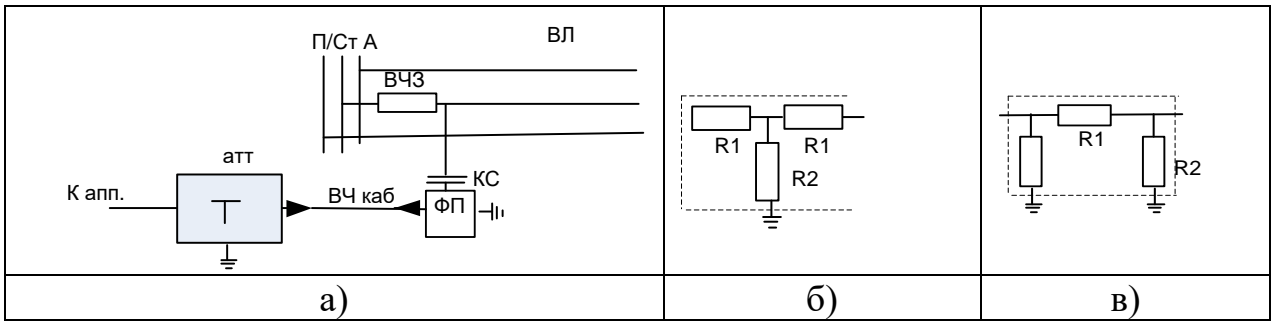 П/Ст А
ВЛ
ВЧЗ
атт
КС
К апп.
ВЧ каб
ФП
R1
R1
R2
R1
R2
а)
б)
в)